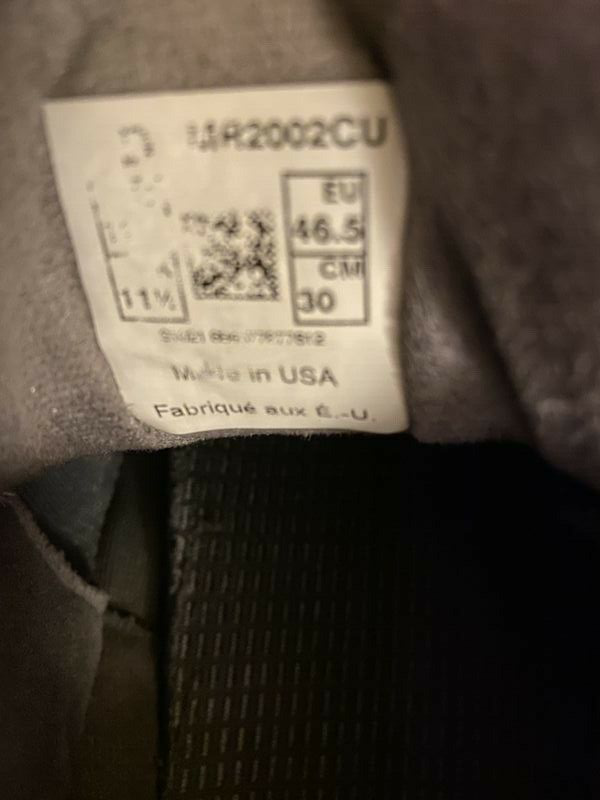 MR2002CU
EU
46.5
CM
11½
30
Made in USA
Fabriqué aux É.-U.